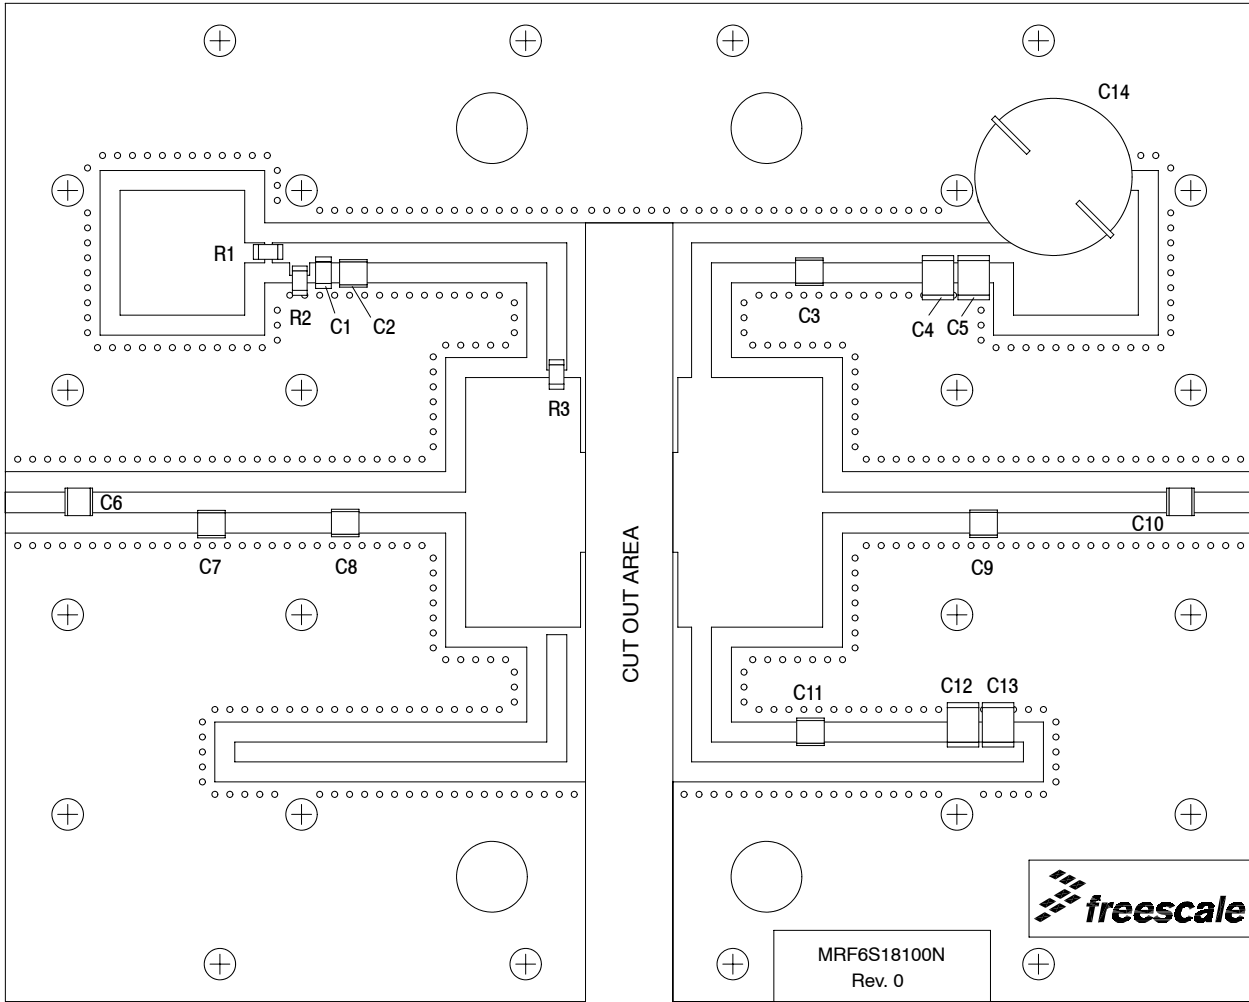 C14
R1
R2
C1
C2
C3
C4
C5
R3
C6
C7
C8
C9
C10
CUT OUT AREA
C11
C12
C13
freescale
MRF6S18100N
Rev. 0